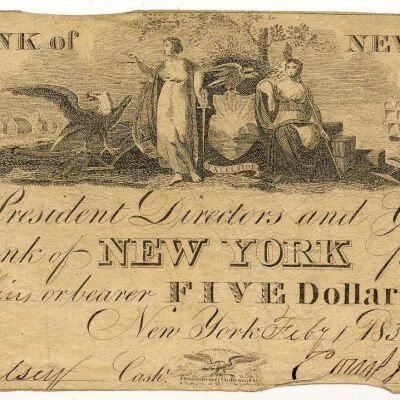 NK of NEW
EXCELSIOR
President Directors and
nk of NEW YORK
or bearer FIVE Dollar
New York Feby 1 183
Cash.